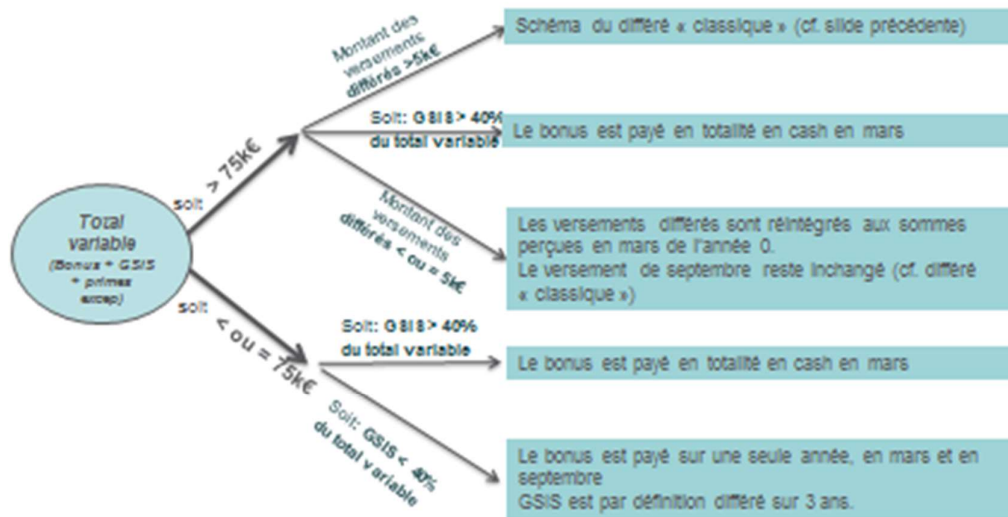 Total
variable
(Bonus + GSIS
+ primes
excep)
soit
> 75k€
Montant des
versements
différés >5k€
Schéma du différé « classique » (cf. slide précédente)
Soit: GSIS > 40%
du total variable
Le bonus est payé en totalité en cash en mars
Montant des
versements
différés < ou = 5k€
Les versements différés sont réintégrés aux sommes
perçues en mars de l'année 0.
Le versement de septembre reste inchangé (cf. différé
« classique »)
soit
< ou = 75k€
Soit: GSIS > 40%
du total variable
Le bonus est payé en totalité en cash en mars
Soit: GSIS < 40%
du total variable
Le bonus est payé sur une seule année, en mars et en
septembre
GSIS est par définition différé sur 3 ans.